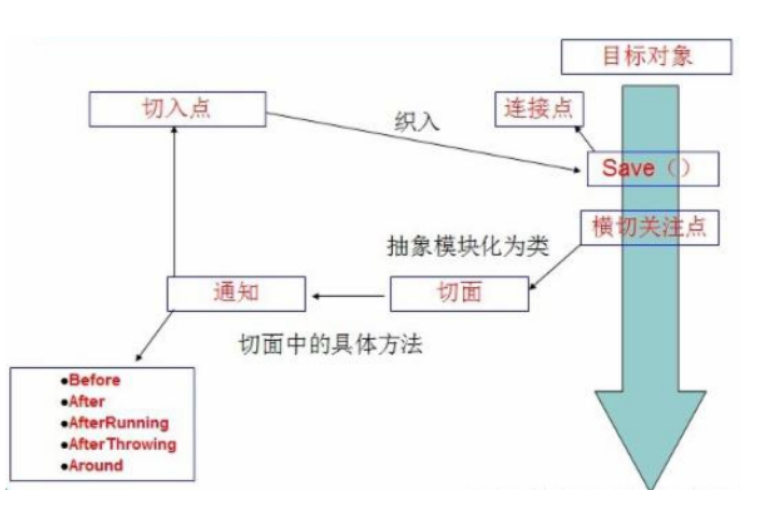 目标对象
切入点
连接点
织入
Save（）
横切关注点
抽象模块化为类
通知
切面
切面中的具体方法
●Before
●After
●AfterRunning
●AfterThrowing
●Around